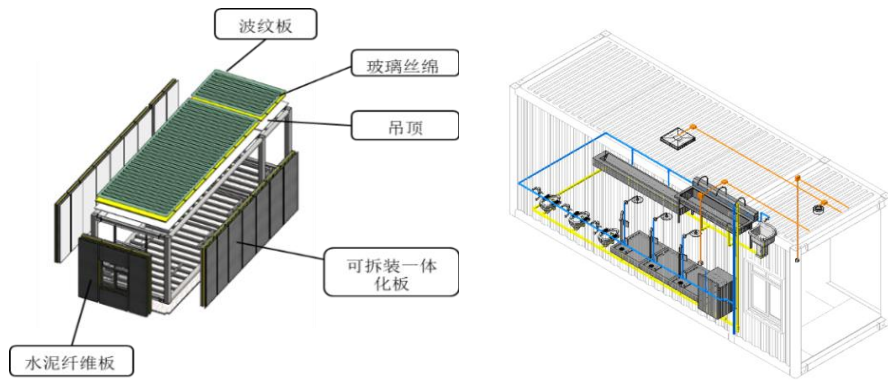 波纹板
玻璃丝绵
吊顶
可拆装一体
化板
水泥纤维板